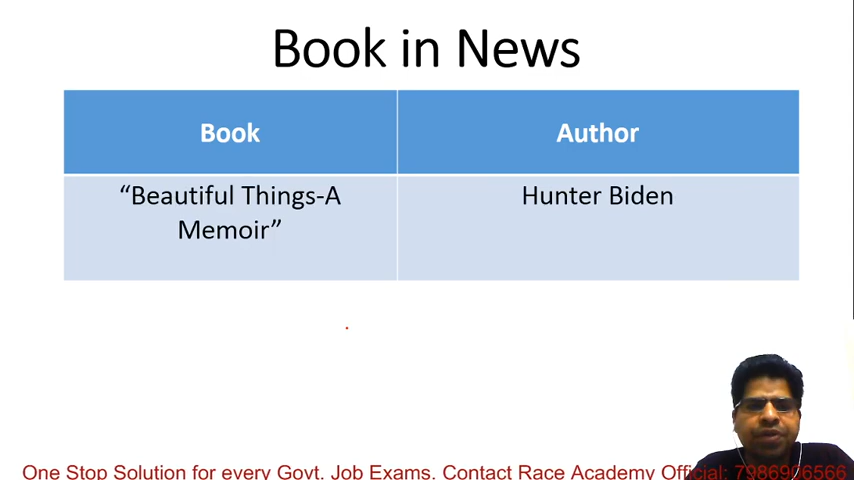 Book in News
Book
Author
“Beautiful Things-A
Memoir”
Hunter Biden
One Stop Solution for every Govt. Job Exams. Contact Race Academy Official: 7986906566